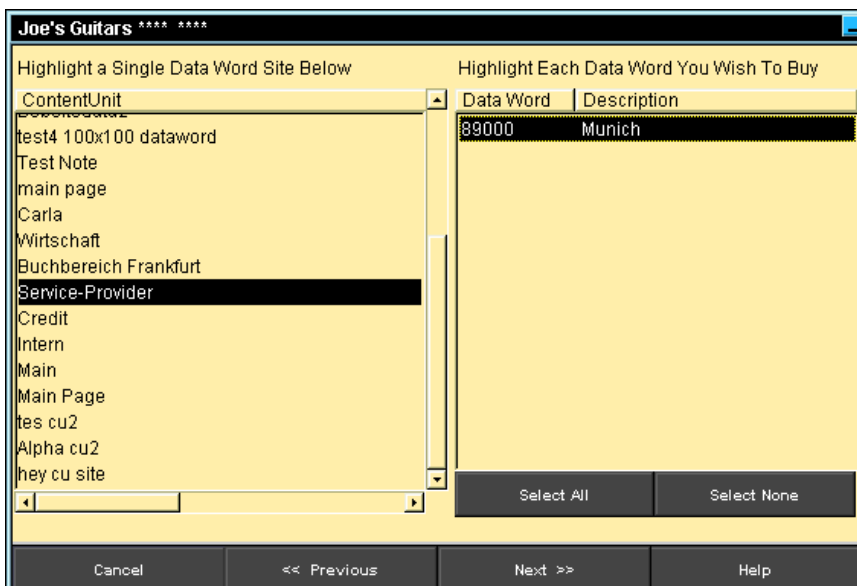 Joe's Guitars **** ****
Highlight a Single Data Word Site Below
ContentUnit
test4 100x100 dataword
Test Note
main page
Carla
Wirtschaft
Buchbereich Frankfurt
Service-Provider
Credit
Intern
Main
Main Page
tes cu2
Alpha cu2
hey cu site
Highlight Each Data Word You Wish To Buy
Data Word Description
89000 Munich
Select All Select None
Cancel << Previous Next >> Help